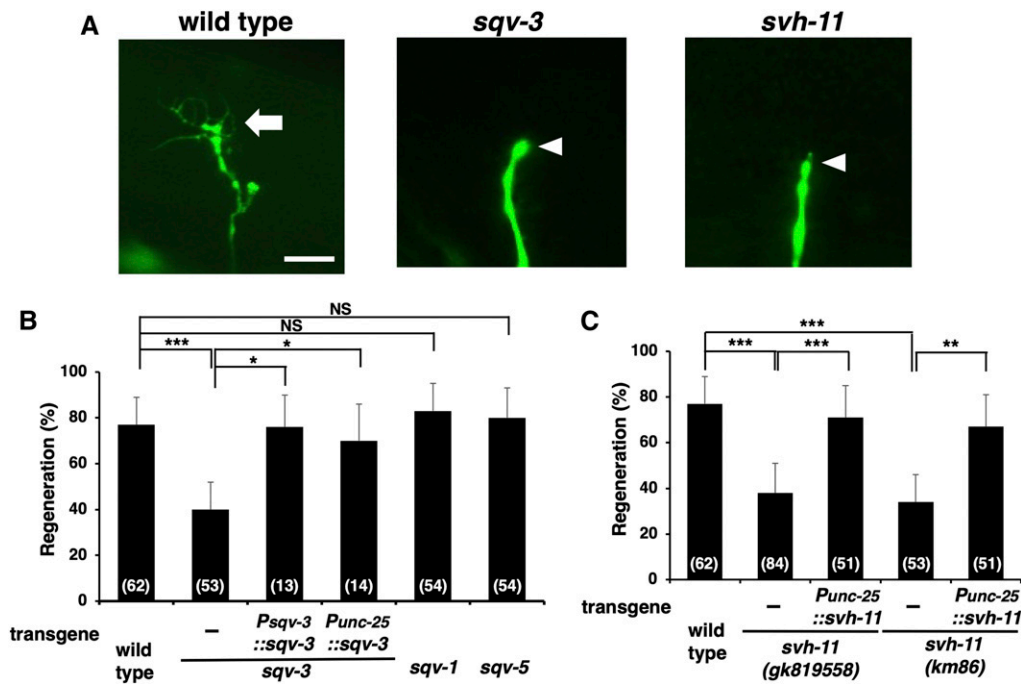 A
wild type
sqv-3
svh-11
B
NS
NS
***
*
*
Regeneration (%)
100
80
60
40
20
0
(62)
(53)
(13)
(14)
(54)
(54)
transgene
–
Psqv-3
::sqv-3
Punc-25
::sqv-3
wild
type
sqv-3
sqv-1
sqv-5
C
***
***
***
**
Regeneration (%)
100
80
60
40
20
0
(62)
(84)
(51)
(53)
(51)
transgene
–
Punc-25
::svh-11
–
Punc-25
::svh-11
wild
type
svh-11
(gk819558)
svh-11
(km86)